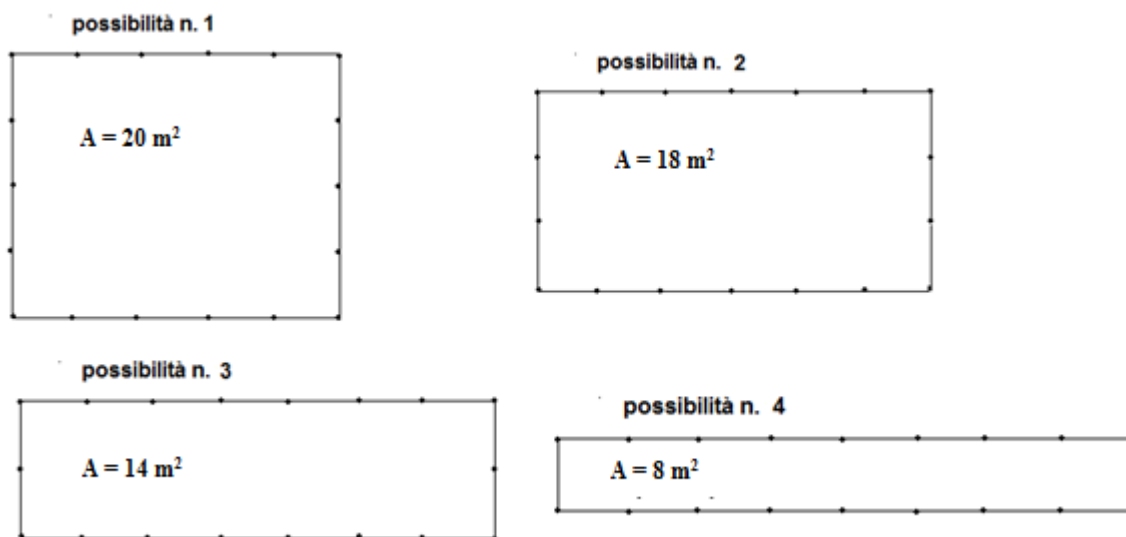 possibilità n. 1
A = 20 m²
possibilità n. 2
A = 18 m²
possibilità n. 3
A = 14 m²
possibilità n. 4
A = 8 m²